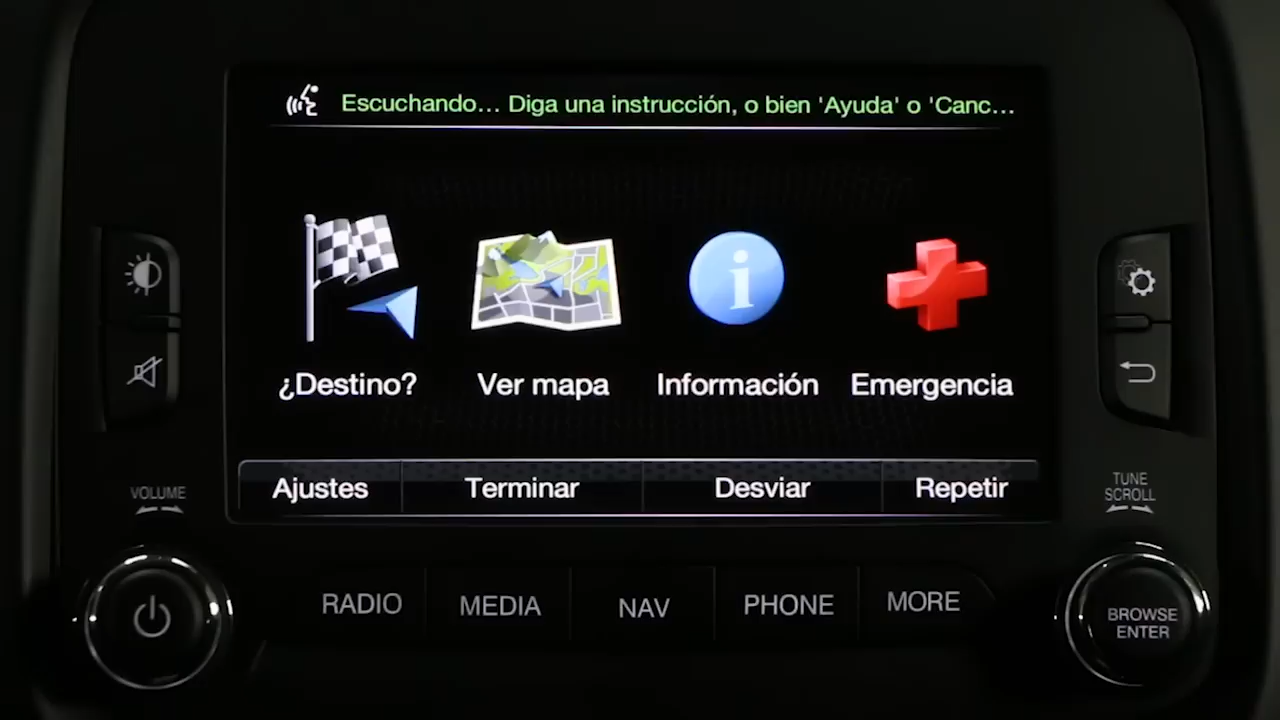 Escuchando... Diga una instrucción, o bien 'Ayuda' o 'Canc...
¿Destino? Ver mapa Información Emergencia
Ajustes Terminar Desviar Repetir
VOLUME
TUNE
SCROLL
RADIO MEDIA NAV PHONE MORE
BROWSE
ENTER